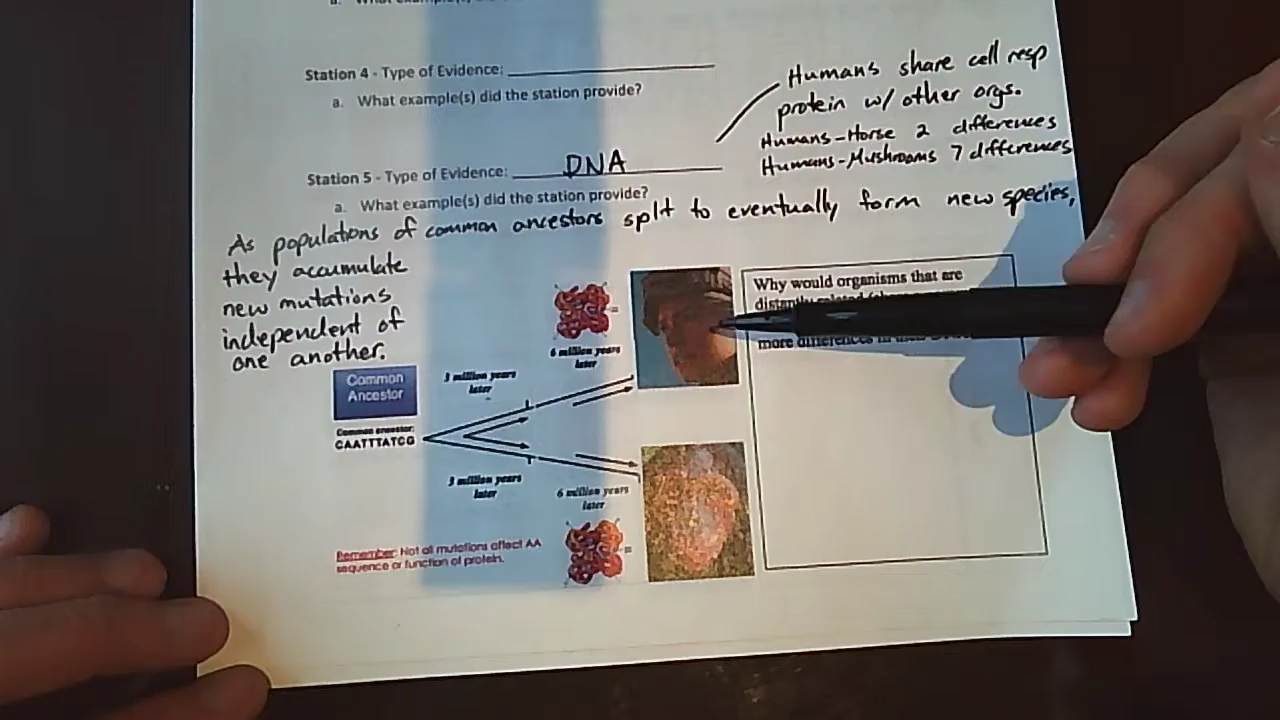 Station 4 - Type of Evidence:
a. What example(s) did the station provide?
Humans share cell resp
protein w/ other orgs.
Humans-Horse 2 differences
Humans-Mushrooms 7 differences
Station 5 - Type of Evidence: DNA
a. What example(s) did the station provide?
As populations of common ancestors split to eventually form new species,
they accumulate
new mutations
independent of
one another.
Common
Ancestor
Common ancestor:
CAATTTATCG
3 million years
later
6 million years
later
3 million years
later
6 million years
later
Remember: Not all mutations affect AA
sequence or function of protein.
Why would organisms that are
more differences in